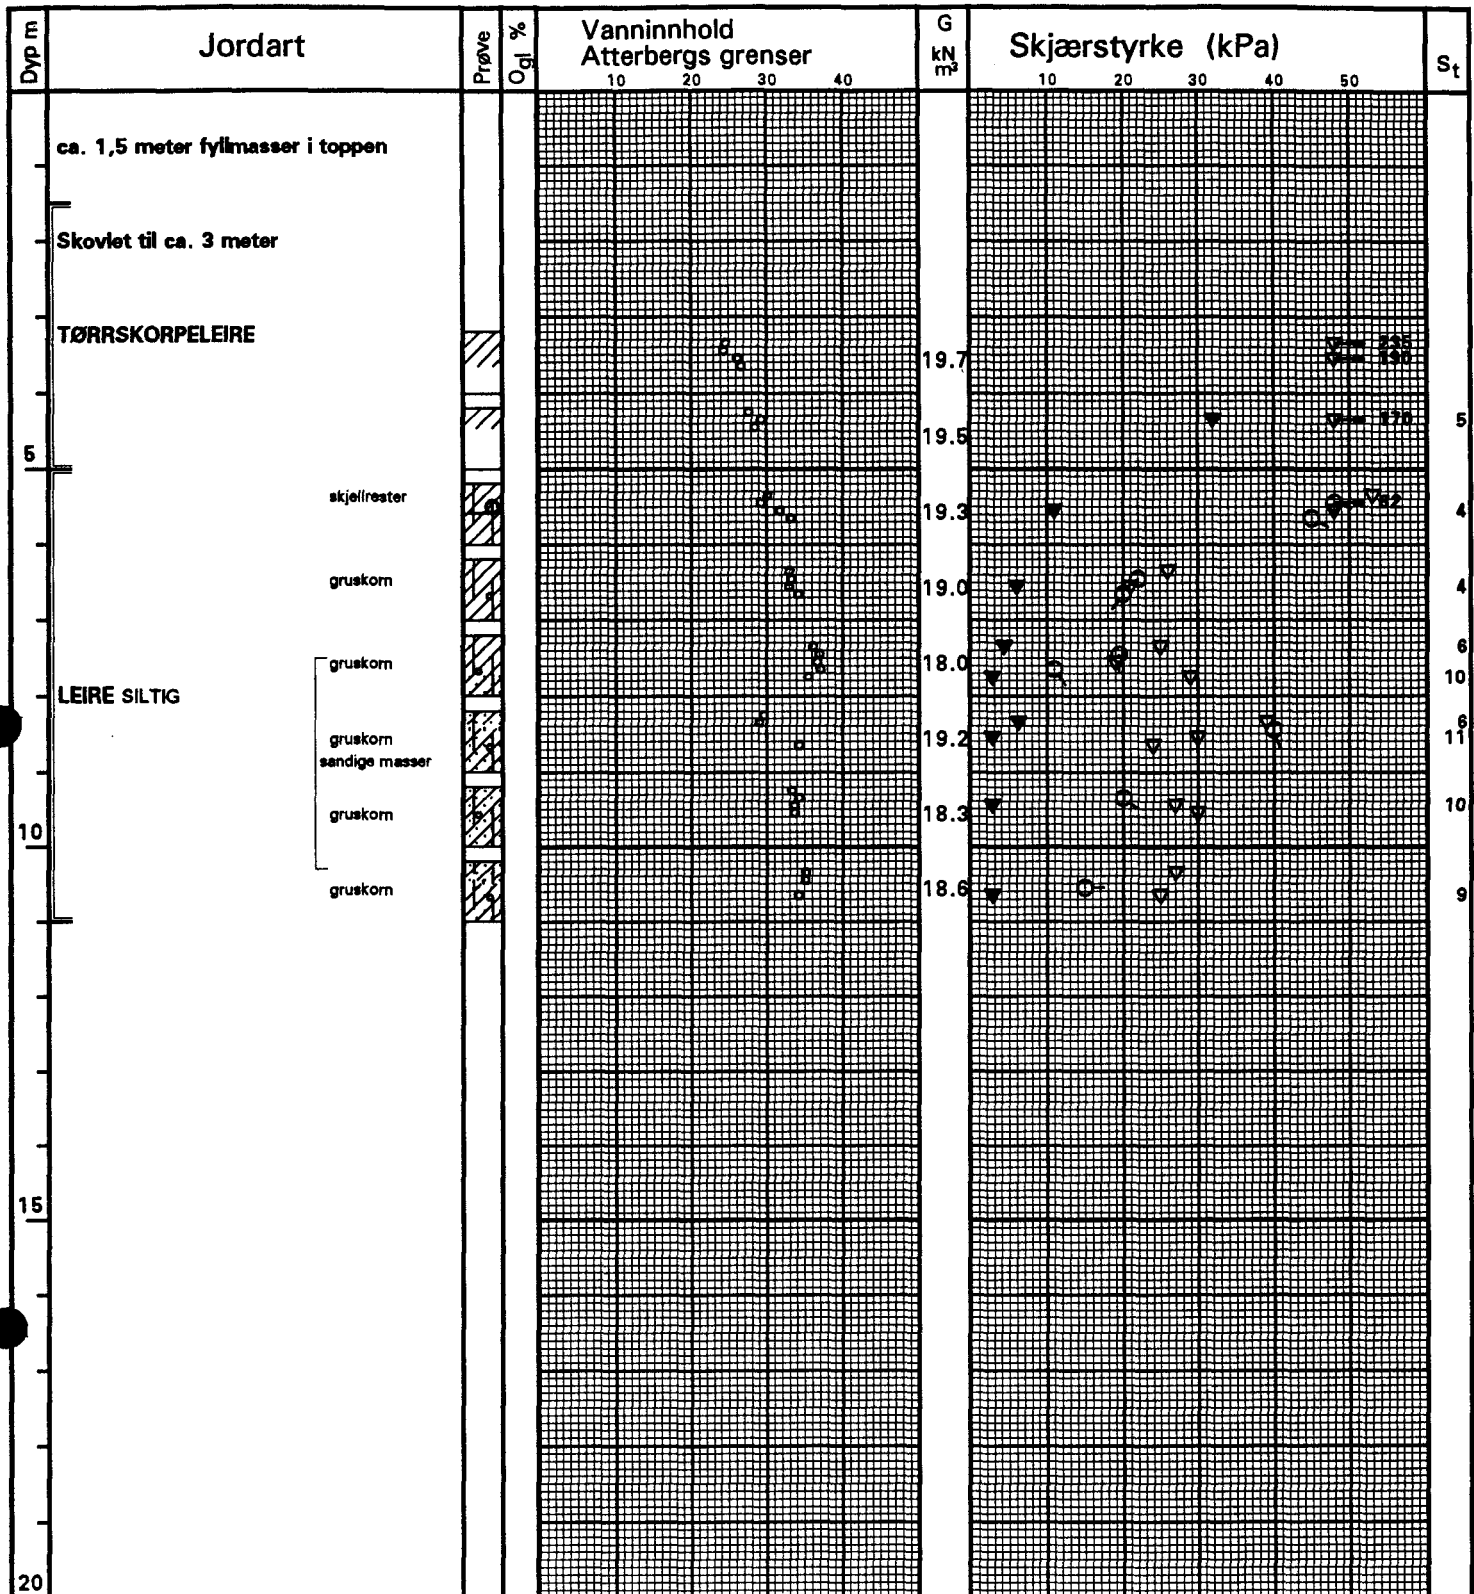 Dyp m
Jordart
Prøve
Ogl %
Vanninnhold
Atterbergs grenser
10 20 30 40
G
kN
m³
Skjærstyrke (kPa)
10 20 30 40 50
St
ca. 1,5 meter fyllmasser i toppen
Skovlet til ca. 3 meter
TØRRSKORPELEIRE
235
19.7
190
170
5
19.5
5
skjellrester
52
19.3
4
gruskorn
19.0
4
6
gruskorn
18.0
10
LEIRE SILTIG
6
gruskorn
19.2
11
sandige masser
10
gruskorn
18.3
10
gruskorn
18.6
9
15
20